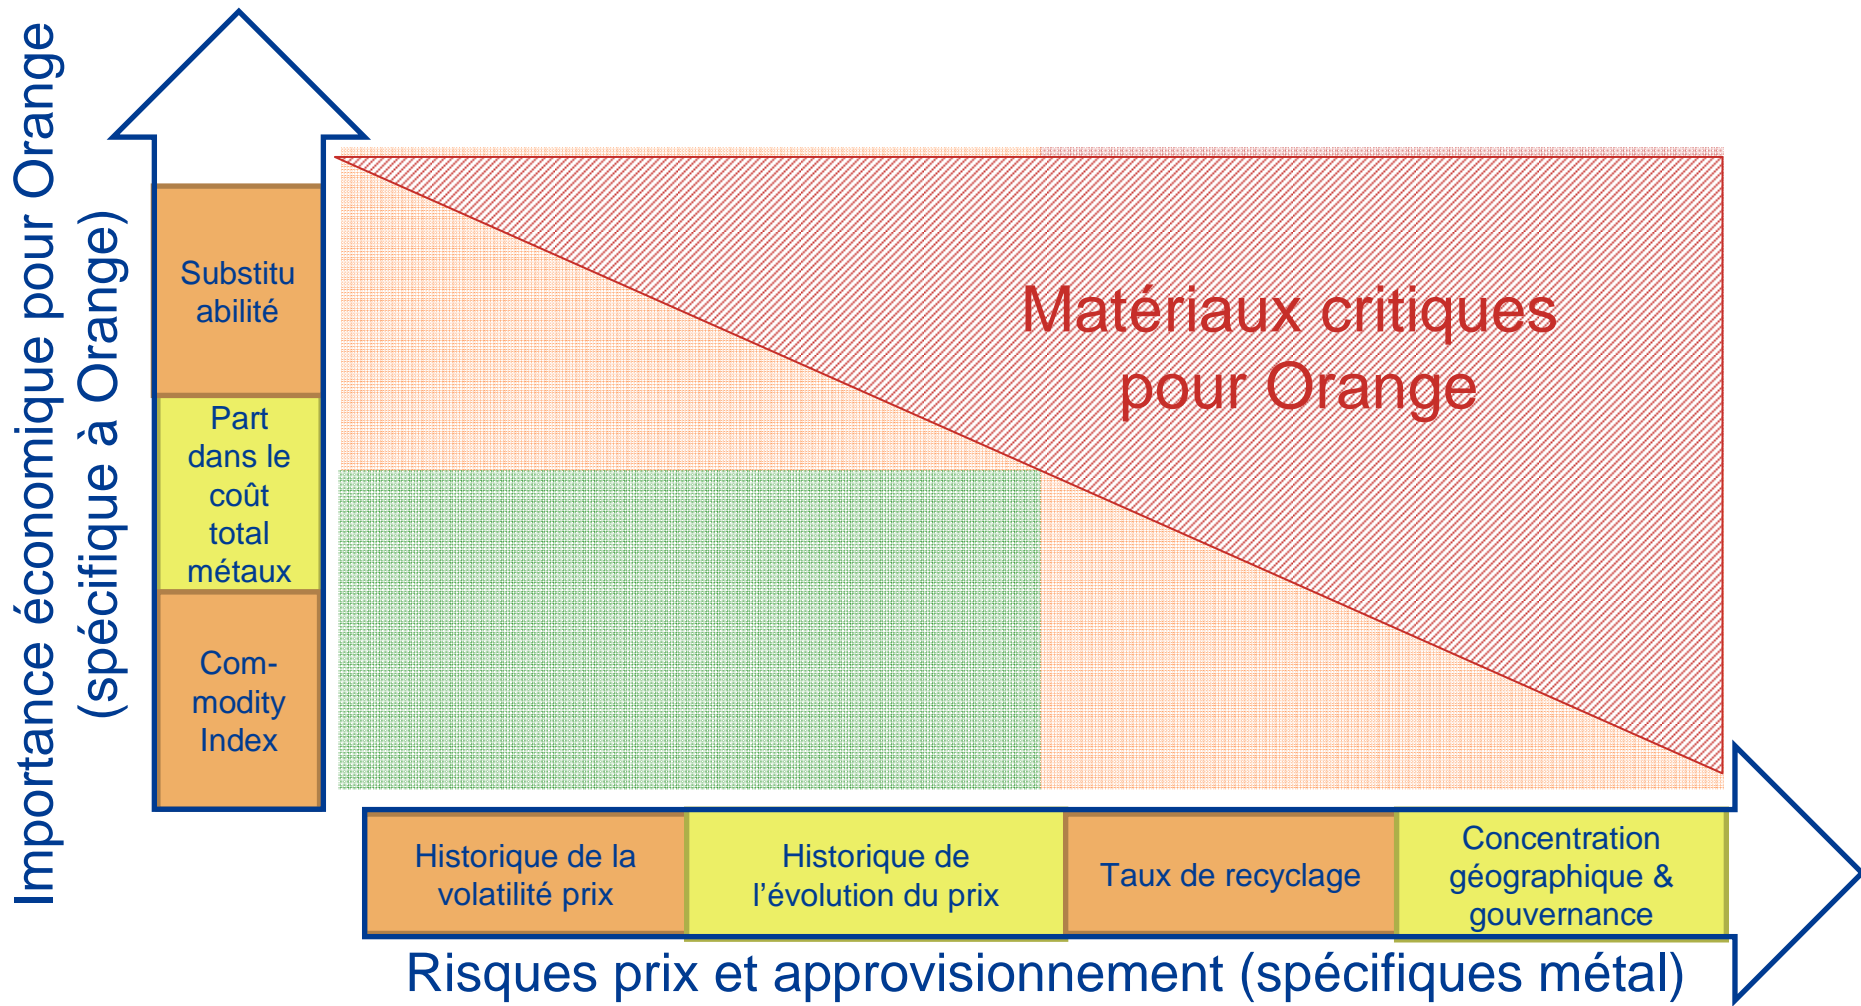 Importance économique pour Orange
(spécifique à Orange)
Substitu
abilité
Part
dans le
coût
total
métaux
Com-
modity
Index
Matériaux critiques
pour Orange
Historique de la
volatilité prix
Historique de
l’évolution du prix
Taux de recyclage
Concentration
géographique &
gouvernance
Risques prix et approvisionnement (spécifiques métal)